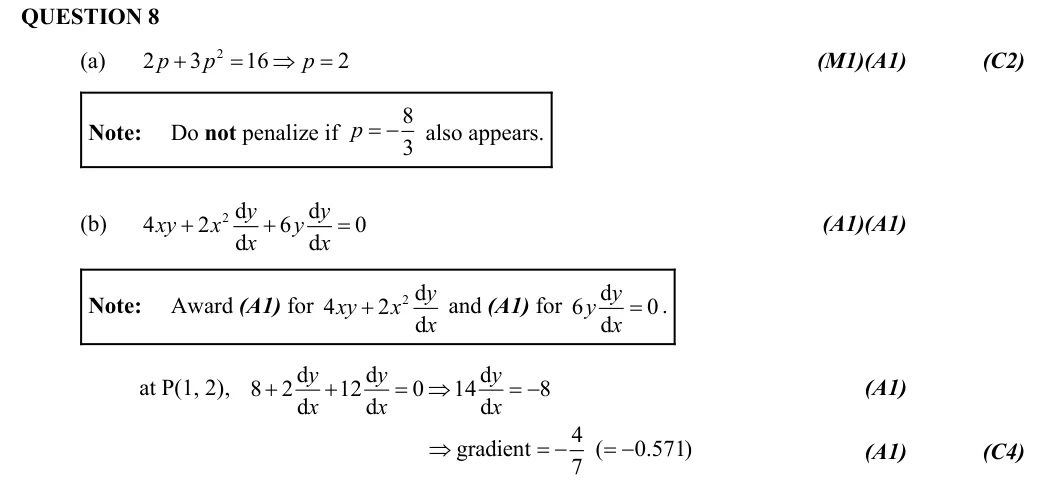 QUESTION 8
(a) 2p + 3p² = 16 ⇒ p = 2 (M1)(A1) (C2)
Note: Do not penalize if p = −8/3 also appears.
(b) 4xy + 2x² dy/dx + 6y dy/dx = 0 (A1)(A1)
Note: Award (A1) for 4xy + 2x² dy/dx and (A1) for 6y dy/dx = 0.
at P(1, 2), 8 + 2 dy/dx + 12 dy/dx = 0 ⇒ 14 dy/dx = −8 (A1)
⇒ gradient = −4/7 (= −0.571) (A1) (C4)